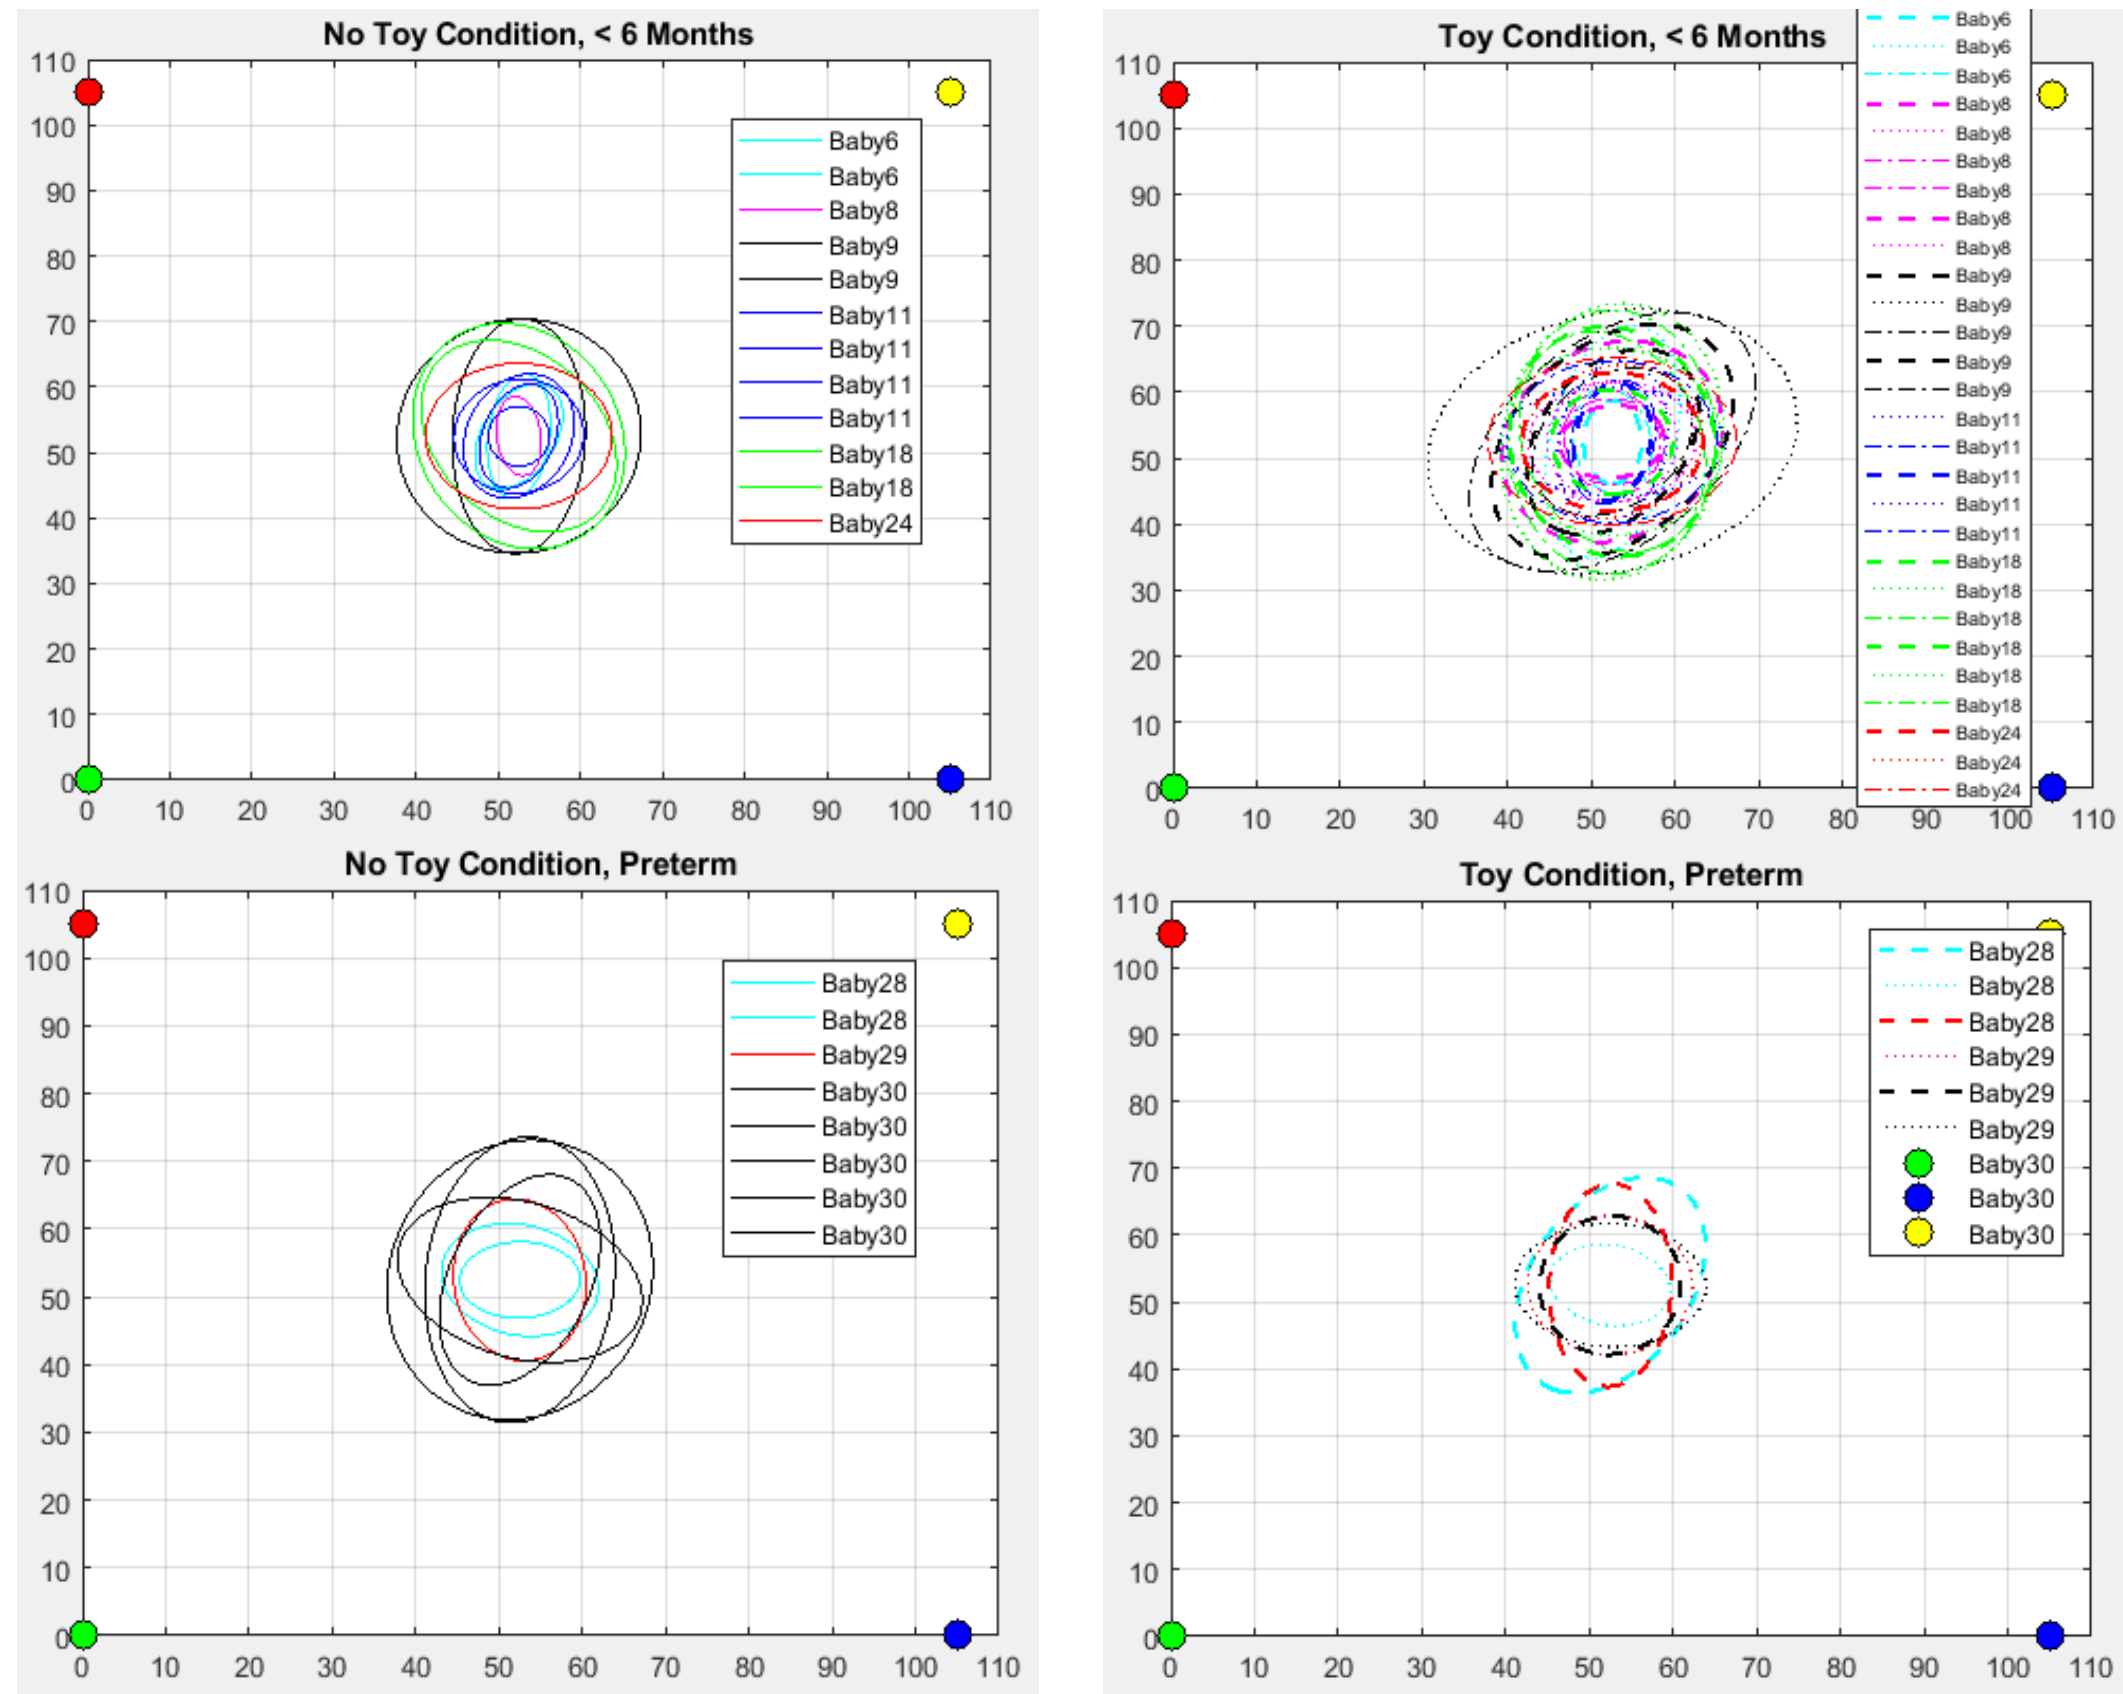 No Toy Condition, < 6 Months
110
100
90
80
70
60
50
40
30
20
10
0
0 10 20 30 40 50 60 70 80 90 100 110
Baby6
Baby6
Baby8
Baby9
Baby9
Baby11
Baby11
Baby11
Baby11
Baby18
Baby18
Baby24
Toy Condition, < 6 Months
110
100
90
80
70
60
50
40
30
20
10
0
0 10 20 30 40 50 60 70 80 90 100 110
Baby6
Baby6
Baby6
Baby8
Baby8
Baby8
Baby8
Baby8
Baby8
Baby9
Baby9
Baby9
Baby9
Baby9
Baby11
Baby11
Baby11
Baby11
Baby11
Baby18
Baby18
Baby18
Baby18
Baby18
Baby18
Baby24
Baby24
Baby24
No Toy Condition, Preterm
110
100
90
80
70
60
50
40
30
20
10
0
0 10 20 30 40 50 60 70 80 90 100 110
Baby28
Baby28
Baby29
Baby30
Baby30
Baby30
Baby30
Baby30
Toy Condition, Preterm
110
100
90
80
70
60
50
40
30
20
10
0
0 10 20 30 40 50 60 70 80 90 100 110
Baby28
Baby28
Baby28
Baby29
Baby29
Baby29
Baby30
Baby30
Baby30